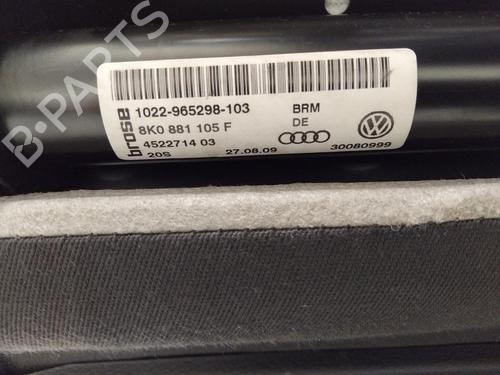 brose
1022-965298-103 BRM
8K0 881 105 F DE
4522714 03
20S 27.08.09 30080999
B-PARTS